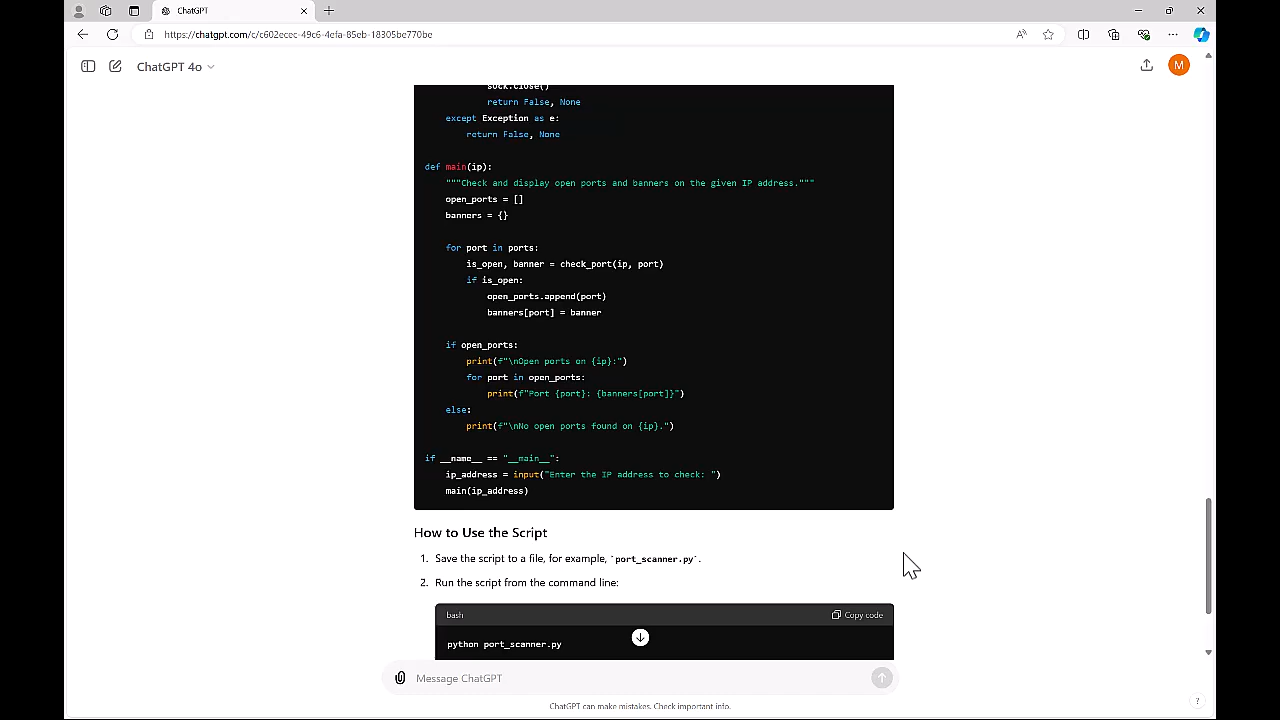 ChatGPT
https://chatgpt.com/c/c602ecec-49c6-4efa-85eb-18305be770be
ChatGPT 4o
M
sock.close()
return False, None
except Exception as e:
return False, None
def main(ip):
"""Check and display open ports and banners on the given IP address."""
open_ports = []
banners = {}
for port in ports:
is_open, banner = check_port(ip, port)
if is_open:
open_ports.append(port)
banners[port] = banner
if open_ports:
print(f"\nOpen ports on {ip}:")
for port in open_ports:
print(f"Port {port}: {banners[port]}")
else:
print(f"\nNo open ports found on {ip}.")
if __name__ == "__main__":
ip_address = input("Enter the IP address to check: ")
main(ip_address)
How to Use the Script
1. Save the script to a file, for example, `port_scanner.py`.
2. Run the script from the command line:
bash
Copy code
python port_scanner.py
Message ChatGPT
ChatGPT can make mistakes. Check important info.
?